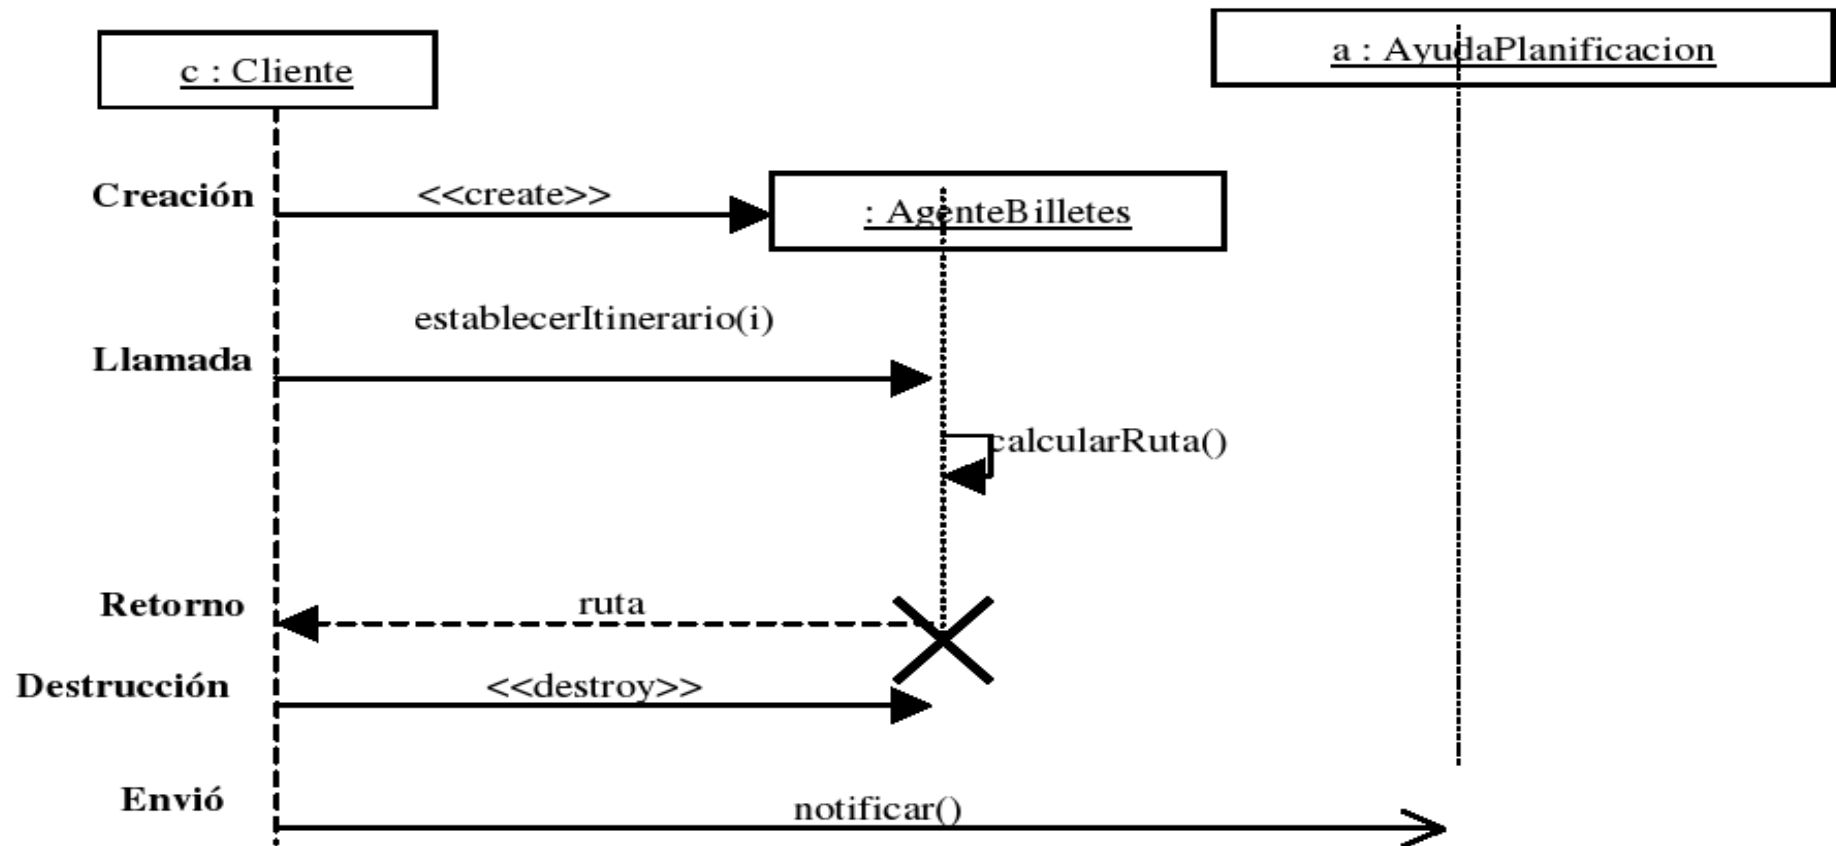 a : AyudaPlanificacion
c : Cliente
Creación
<<create>>
: AgenteBilletes
establecerItinerario(i)
Llamada
calcularRuta()
Retorno
ruta
Destrucción
<<destroy>>
Envió
notificar()